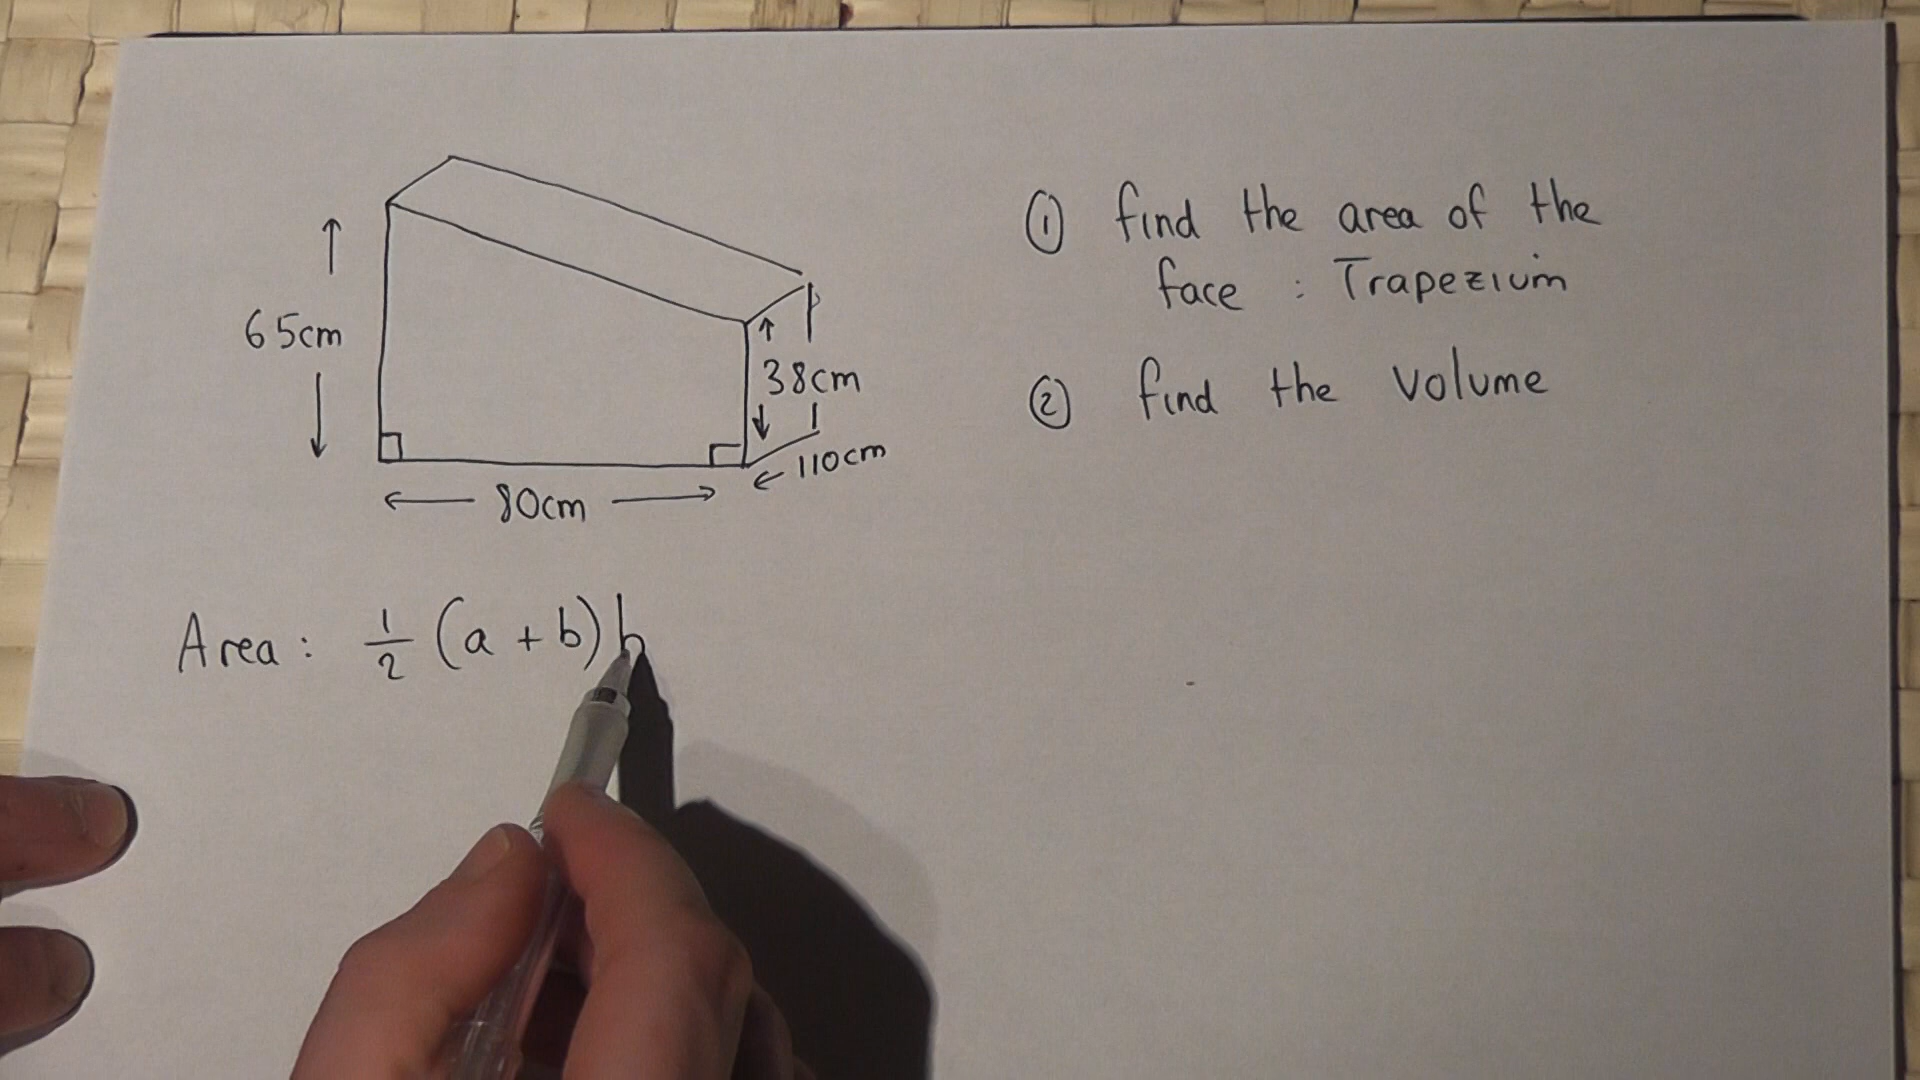 65cm
38cm
110cm
80cm
① find the area of the
face : Trapezium
② find the volume
Area: 1/2 (a + b)h